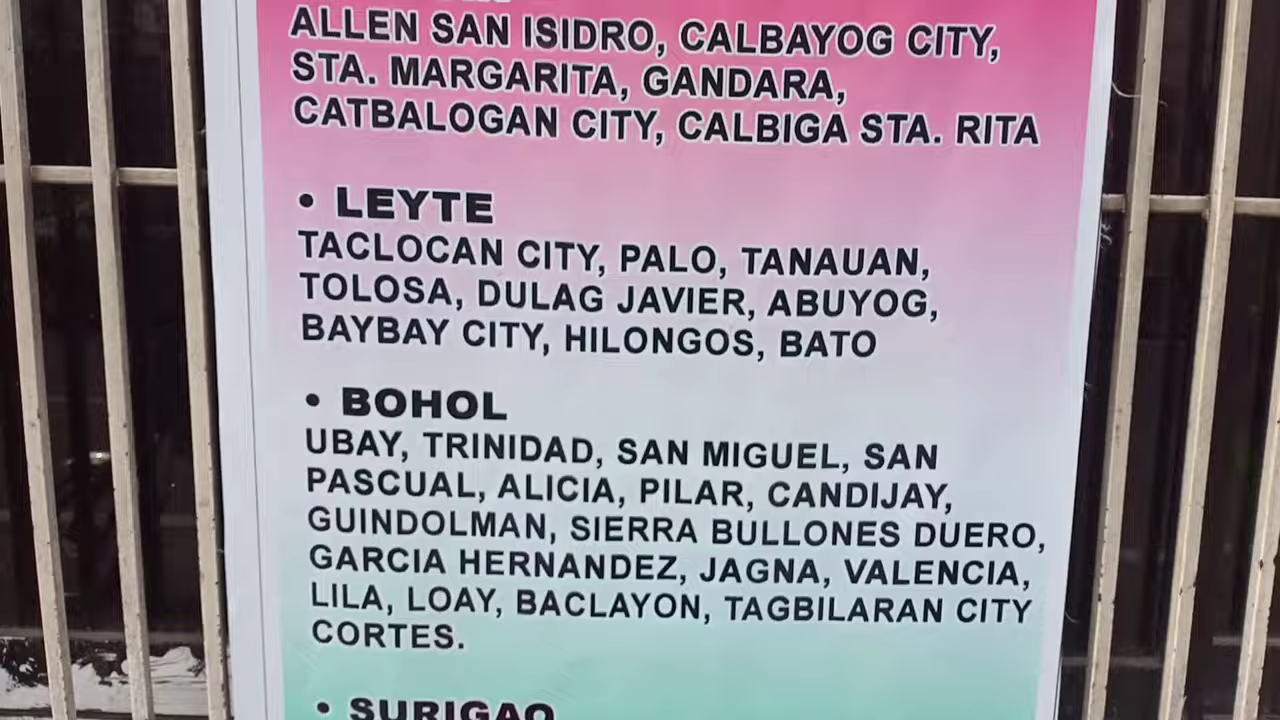 ALLEN SAN ISIDRO, CALBAYOG CITY,
STA. MARGARITA, GANDARA,
CATBALOGAN CITY, CALBIGA STA. RITA
• LEYTE
TACLOCAN CITY, PALO, TANAUAN,
TOLOSA, DULAG JAVIER, ABUYOG,
BAYBAY CITY, HILONGOS, BATO
• BOHOL
UBAY, TRINIDAD, SAN MIGUEL, SAN
PASCUAL, ALICIA, PILAR, CANDIJAY,
GUINDOLMAN, SIERRA BULLONES DUERO,
GARCIA HERNANDEZ, JAGNA, VALENCIA,
LILA, LOAY, BACLAYON, TAGBILARAN CITY
CORTES.
• SURIGAO